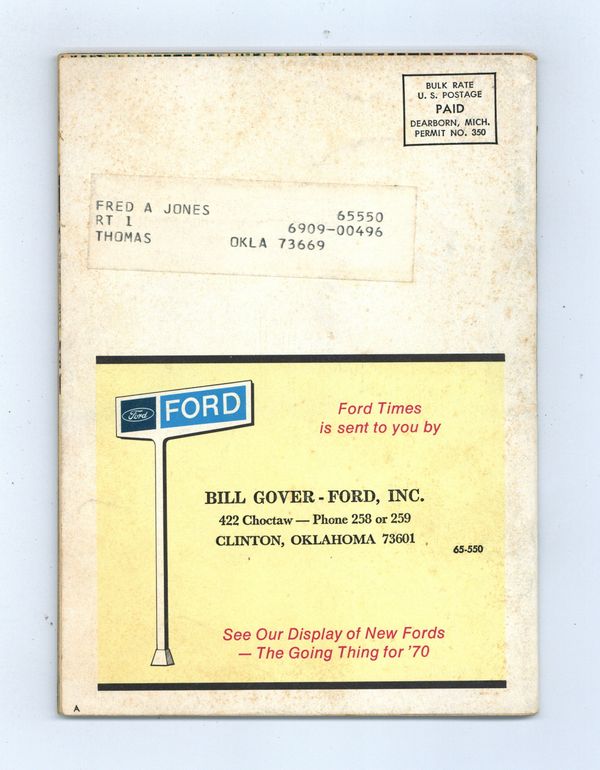 BULK RATE
U. S. POSTAGE
PAID
DEARBORN, MICH.
PERMIT NO. 350
FRED A JONES 65550
RT 1 6909-00496
THOMAS OKLA 73669
Ford FORD
Ford Times
is sent to you by
BILL GOVER - FORD, INC.
422 Choctaw — Phone 258 or 259
CLINTON, OKLAHOMA 73601
65-550
See Our Display of New Fords
— The Going Thing for '70
A